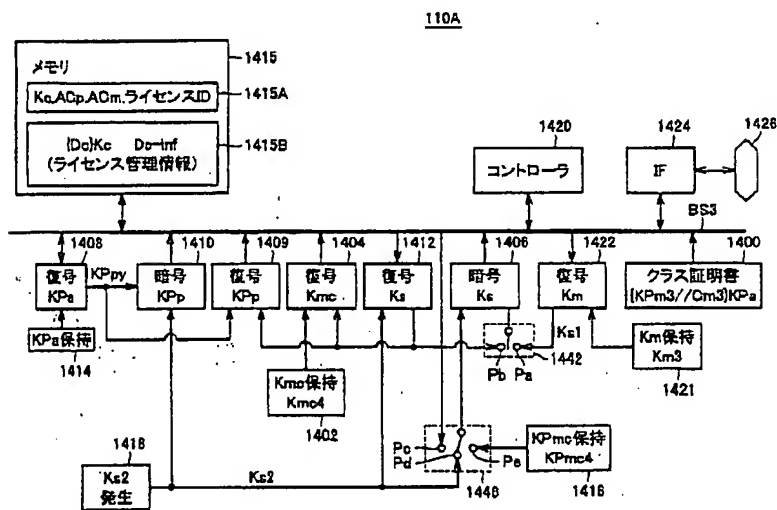 110A
メモリ
1415
Kc,ACp,ACm,ライセンスID
1415A
{Dc}Kc Dc-inf
(ライセンス管理情報)
1415B
1420
コントローラ
1424
IF
1426
BS3
1408
復号
KPa
KPpy
1410
暗号
KPp
1409
復号
KPp
1404
復号
Kmc
1412
復号
Ks
1406
暗号
Ks
1422
復号
Km
1400
クラス証明書
{KPm3//Cm3}KPa
KPa保持
1414
Kmc保持
Kmc4
1402
Ks1
Pb
Pa
1442
Km保持
Km3
1421
Pc
Pd
Pe
1446
KPmc保持
KPmc4
1416
1418
Ks2
発生
Ks2